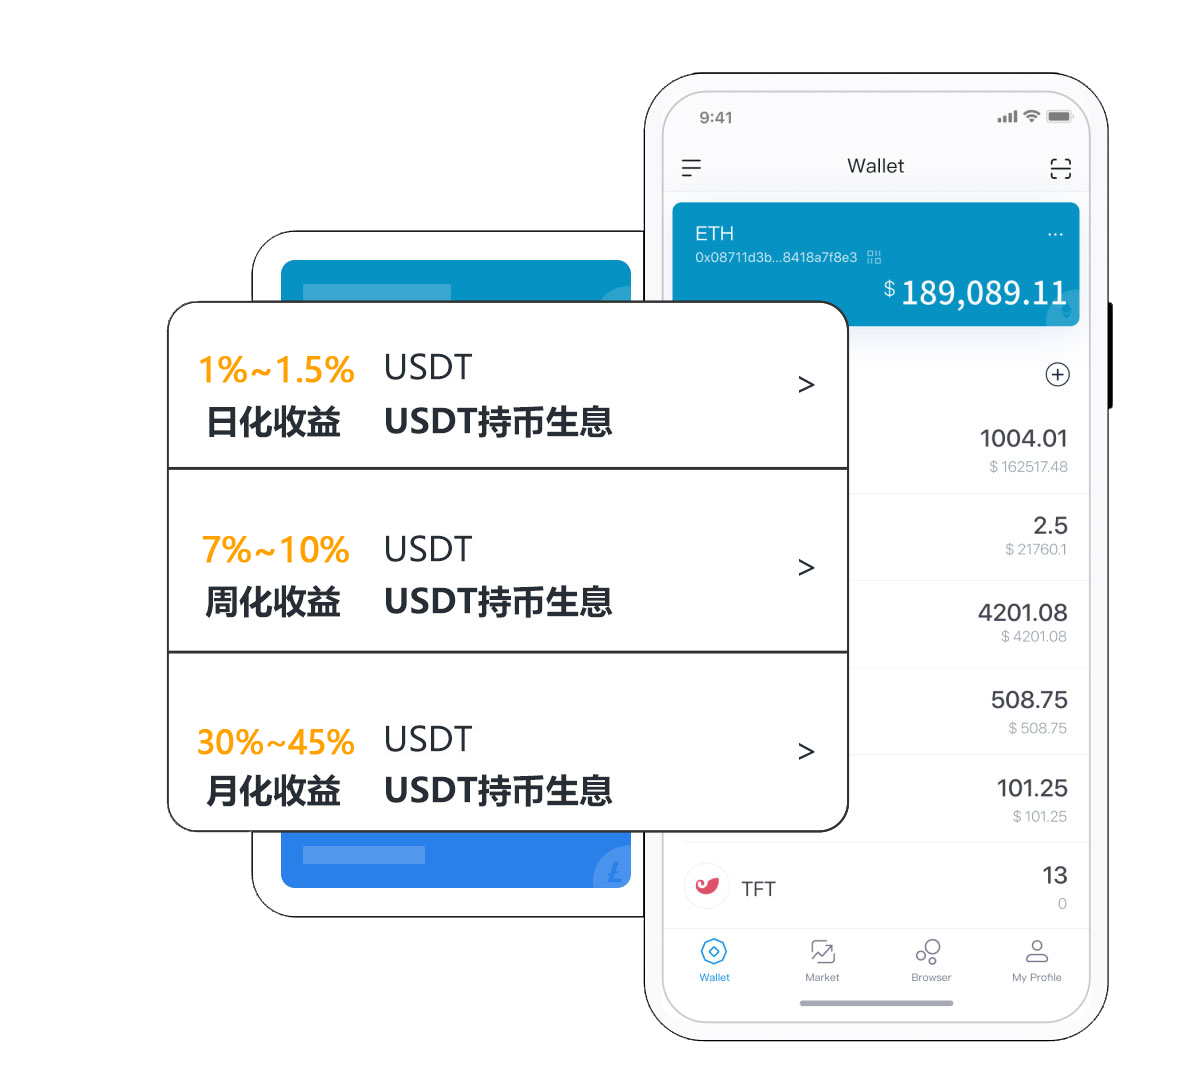 9:41
Wallet
ETH
0x08711d3b...8418a7f8e3
$ 189,089.11
1%~1.5% USDT >
日化收益 USDT持币生息
7%~10% USDT >
周化收益 USDT持币生息
30%~45% USDT >
月化收益 USDT持币生息
1004.01
$ 162517.48
2.5
$ 21760.1
4201.08
$ 4201.08
508.75
$ 508.75
101.25
$ 101.25
TFT 13
0
Wallet Market Browser My Profile